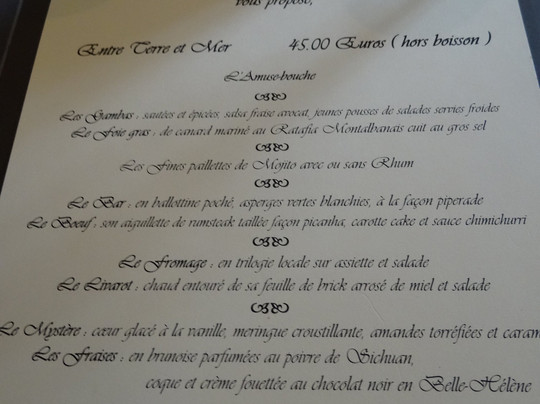 vous propose,
Entre Terre et Mer 45.00 Euros ( hors boisson )
L'Amuse-bouche
Les Gambas : sautées et épicées, salsa fraise avocat, jeunes pousses de salades servies froides
Le Foie gras : de canard mariné au Ratafia Montalbanais cuit au gros sel
Les Fines paillettes de Mojito avec ou sans Rhum
Le Bar : en ballottine poché, asperges vertes blanchies, à la façon piperade
Le Boeuf : son aiguillette de rumsteak taillée façon picanha, carotte cake et sauce chimichurri
Le Fromage : en trilogie locale sur assiette et salade
Le Livarot : chaud entouré de sa feuille de brick arrosé de miel et salade
Le Mystère : cœur glacé à la vanille, meringue croustillante, amandes torréfiées et caram
Les Fraises : en brunoise parfumées au poivre de Sichuan,
coque et crème fouettée au chocolat noir en Belle-Hélène